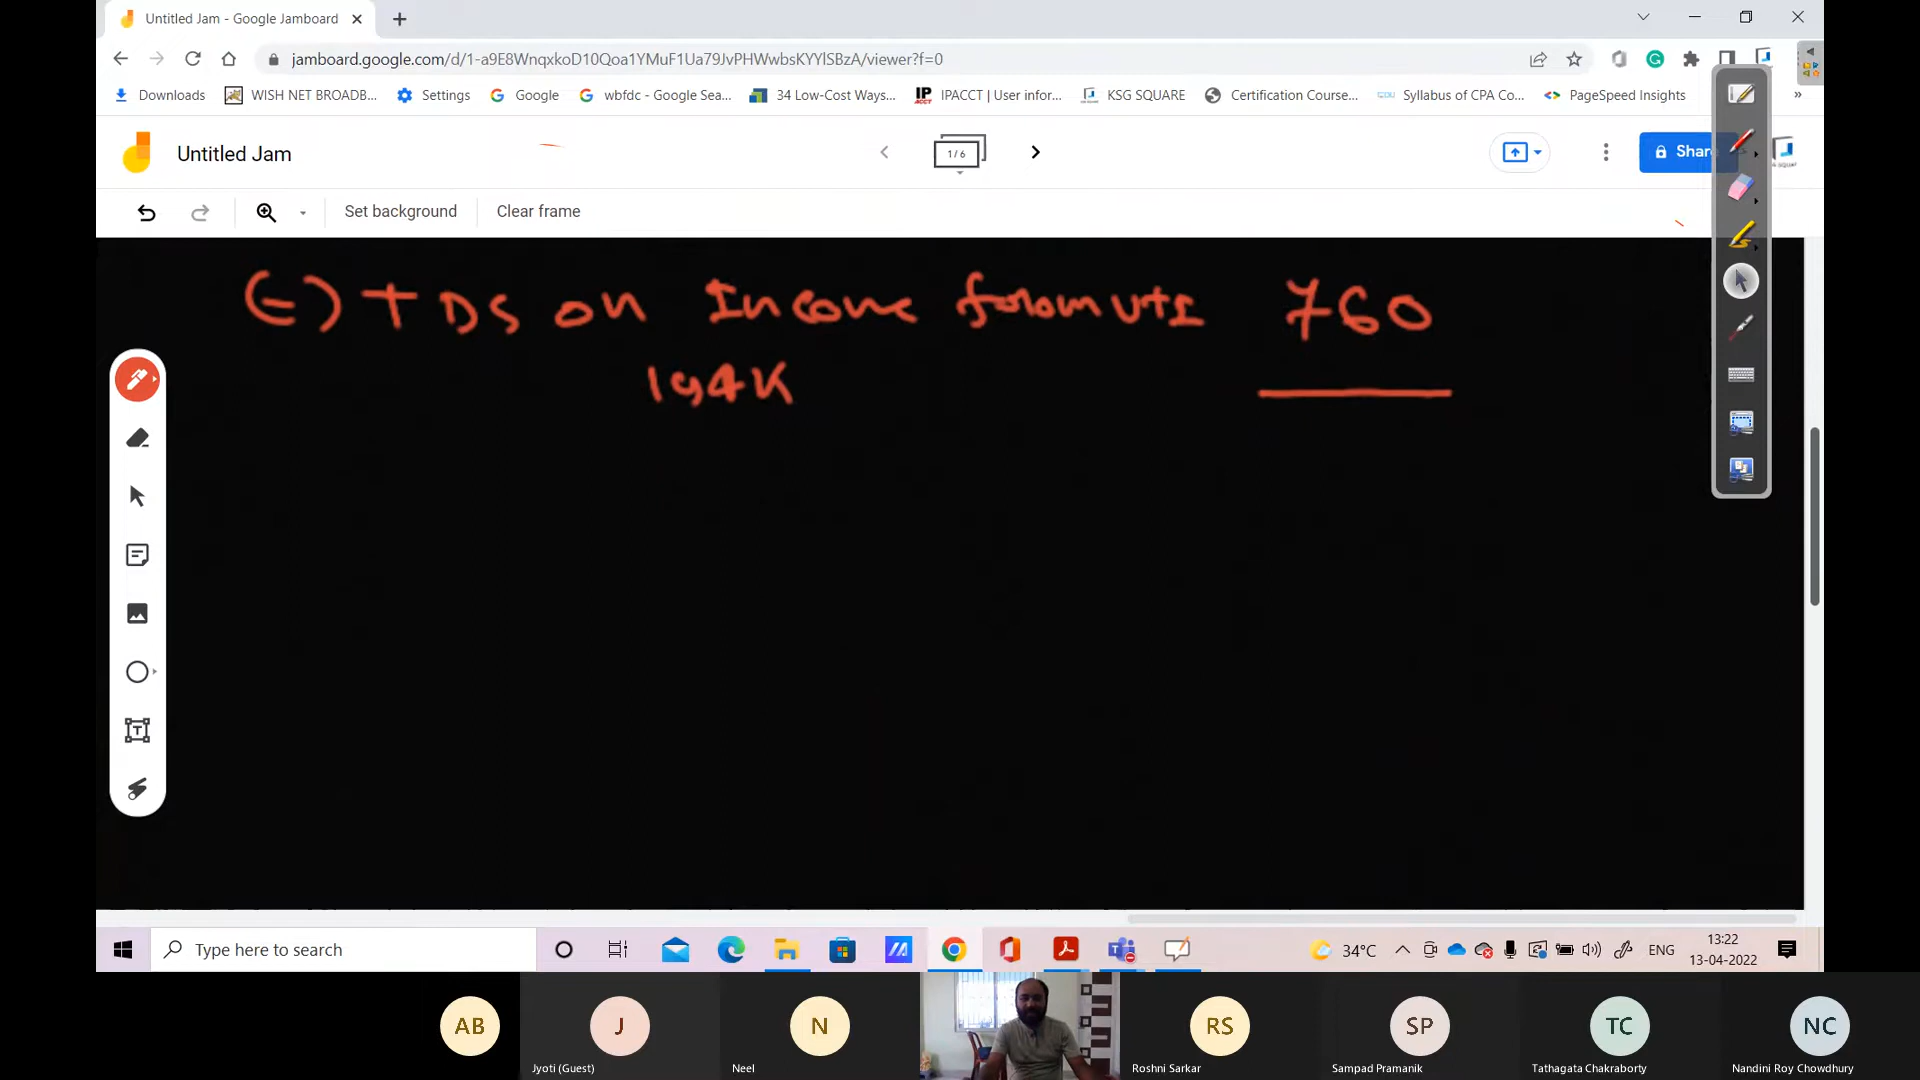 Untitled Jam - Google Jamboard
jamboard.google.com/d/1-a9E8WnqxkoD10Qoa1YMuF1Ua79JvPHWwbsKYYlSBzA/viewer?f=0
Downloads WISH NET BROADB... Settings Google wbfdc - Google Sea... 34 Low-Cost Ways... IPACCT | User infor... KSG SQUARE Certification Course... Syllabus of CPA Co... PageSpeed Insights »
Untitled Jam 1/6 Shar
Set background Clear frame
(-) TDS on Income from UTI 760
194K
Type here to search 34°C ENG 13:22
13-04-2022
AB J N RS SP TC NC
Jyoti (Guest) Neel Roshni Sarkar Sampad Pramanik Tathagata Chakraborty Nandini Roy Chowdhury